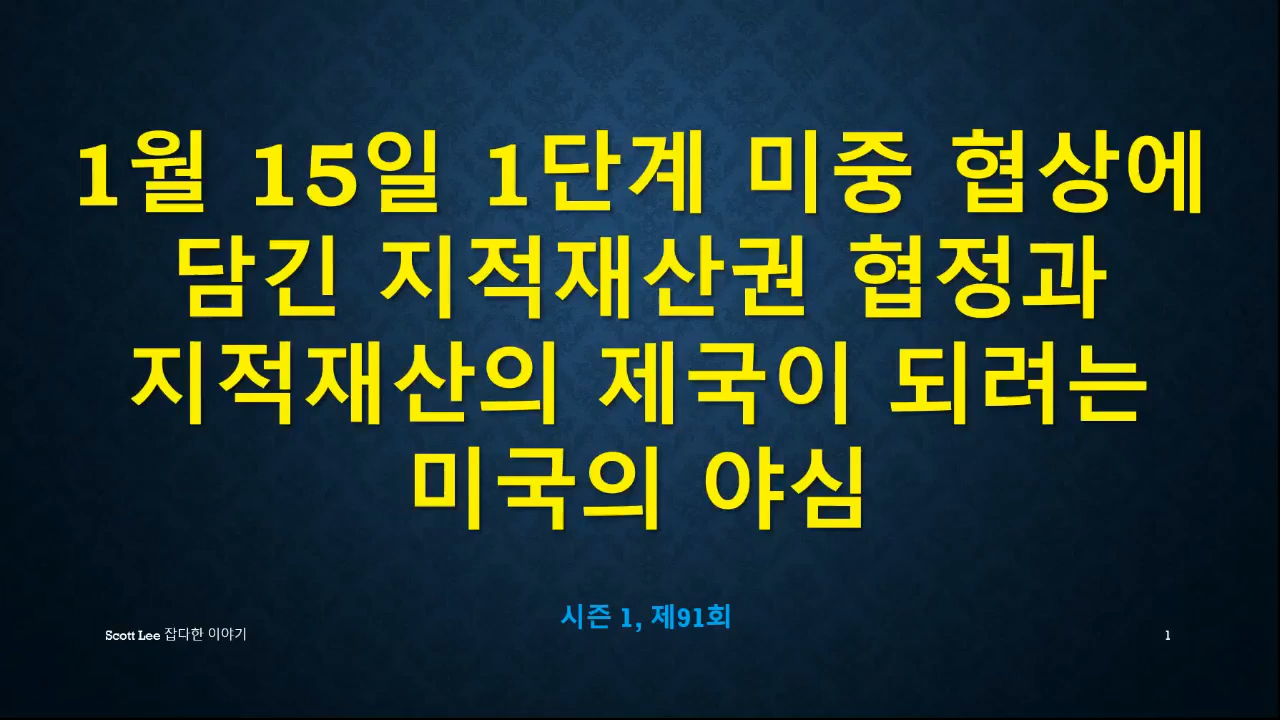 1월 15일 1단계 미중 협상에
담긴 지적재산권 협정과
지적재산의 제국이 되려는
미국의 야심
시즌 1, 제91회
Scott Lee 잡다한 이야기
1